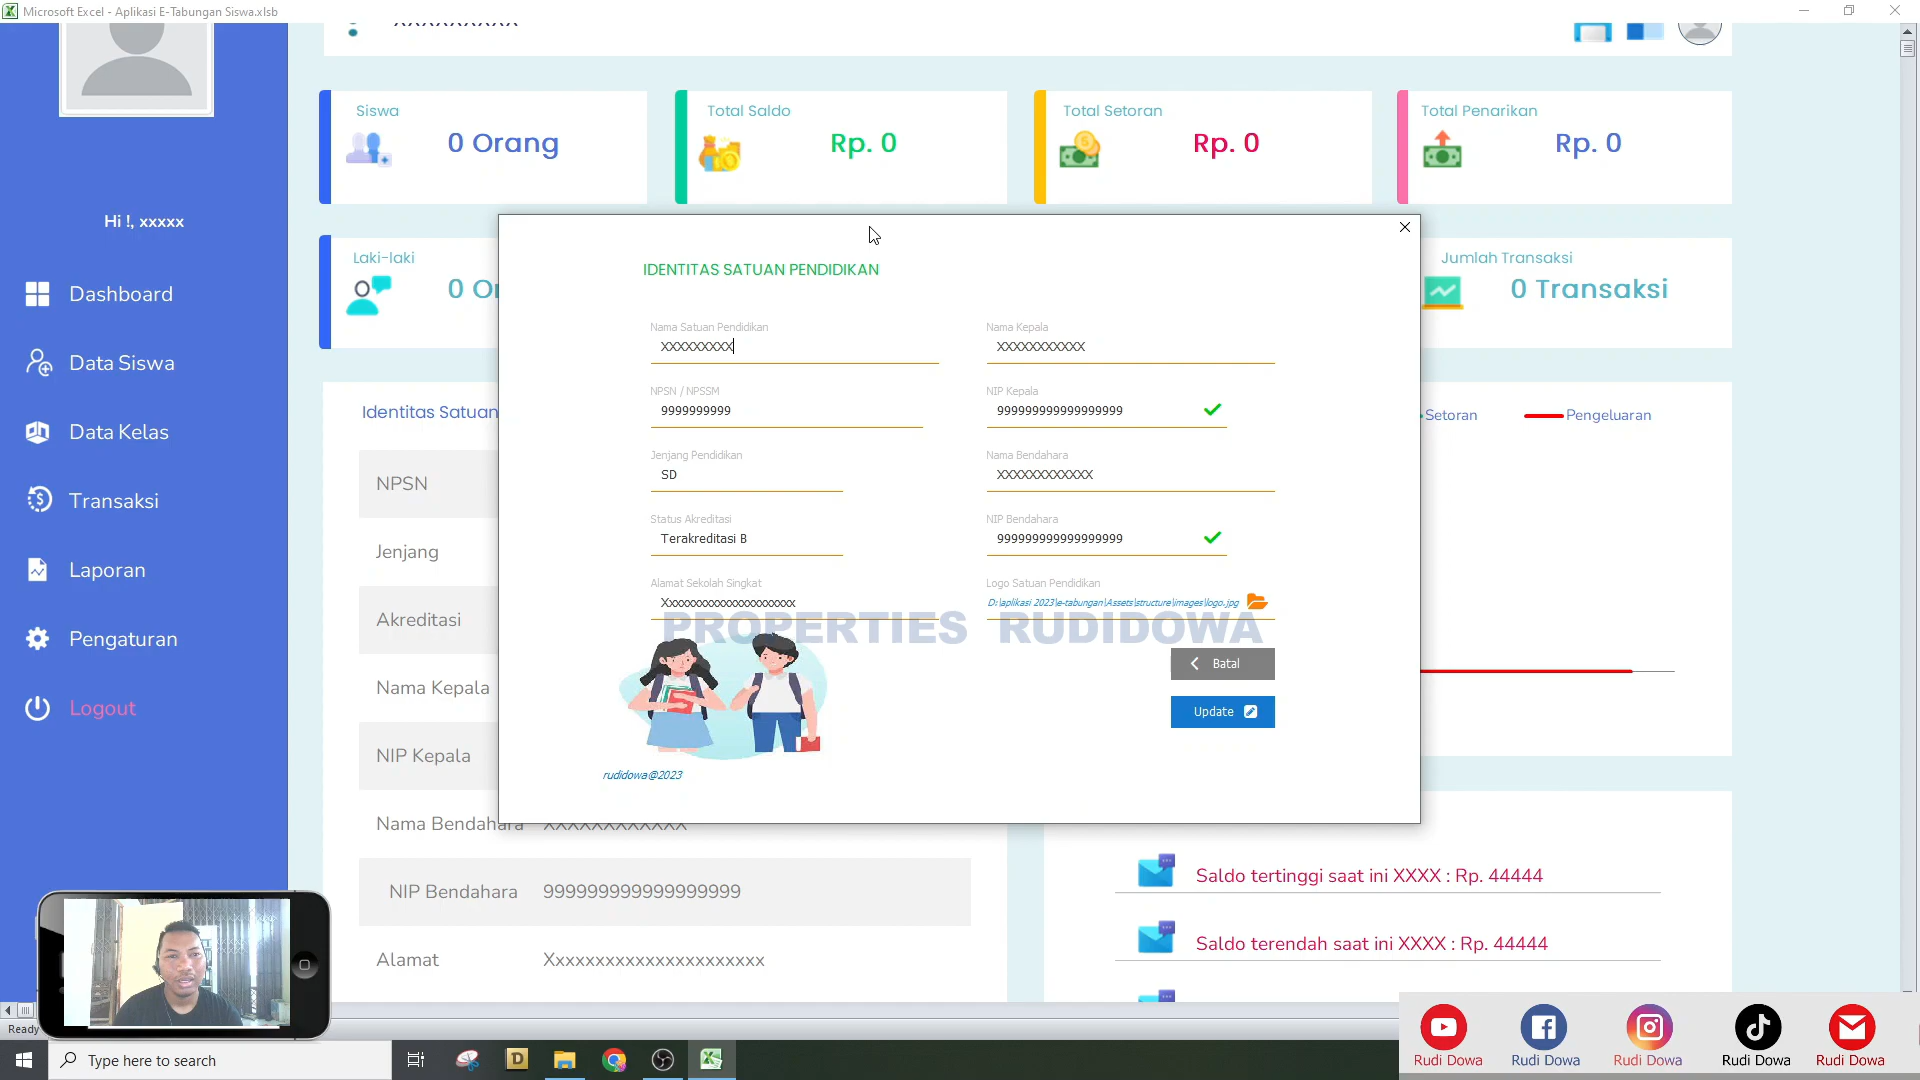 Microsoft Excel - Aplikasi E-Tabungan Siswa.xlsb
Siswa
0 Orang
Total Saldo
Rp. 0
Total Setoran
Rp. 0
Total Penarikan
Rp. 0
Hi !, xxxxx
Dashboard
Data Siswa
Data Kelas
Transaksi
Laporan
Pengaturan
Logout
Laki-laki
Jumlah Transaksi
0 Transaksi
Identitas Satuan
Setoran
Pengeluaran
NPSN
Jenjang
Akreditasi
Nama Kepala
NIP Kepala
Nama Bendahara
NIP Bendahara 999999999999999999
Alamat Xxxxxxxxxxxxxxxxxxxxx
IDENTITAS SATUAN PENDIDIKAN
Nama Satuan Pendidikan
XXXXXXXXX
NPSN / NPSSM
9999999999
Jenjang Pendidikan
SD
Status Akreditasi
Terakreditasi B
Alamat Sekolah Singkat
Xxxxxxxxxxxxxxxxxxxxx
Nama Kepala
XXXXXXXXXXX
NIP Kepala
999999999999999999
Nama Bendahara
XXXXXXXXXXXX
NIP Bendahara
999999999999999999
Logo Satuan Pendidikan
D:\aplikasi 2023\e-tabungan\Assets\structure\images\logo.jpg
PROPERTIES RUDIDOWA
Batal
Update
rudidowa@2023
Saldo tertinggi saat ini XXXX : Rp. 44444
Saldo terendah saat ini XXXX : Rp. 44444
Ready
Type here to search
Rudi Dowa
Rudi Dowa
Rudi Dowa
Rudi Dowa
Rudi Dowa